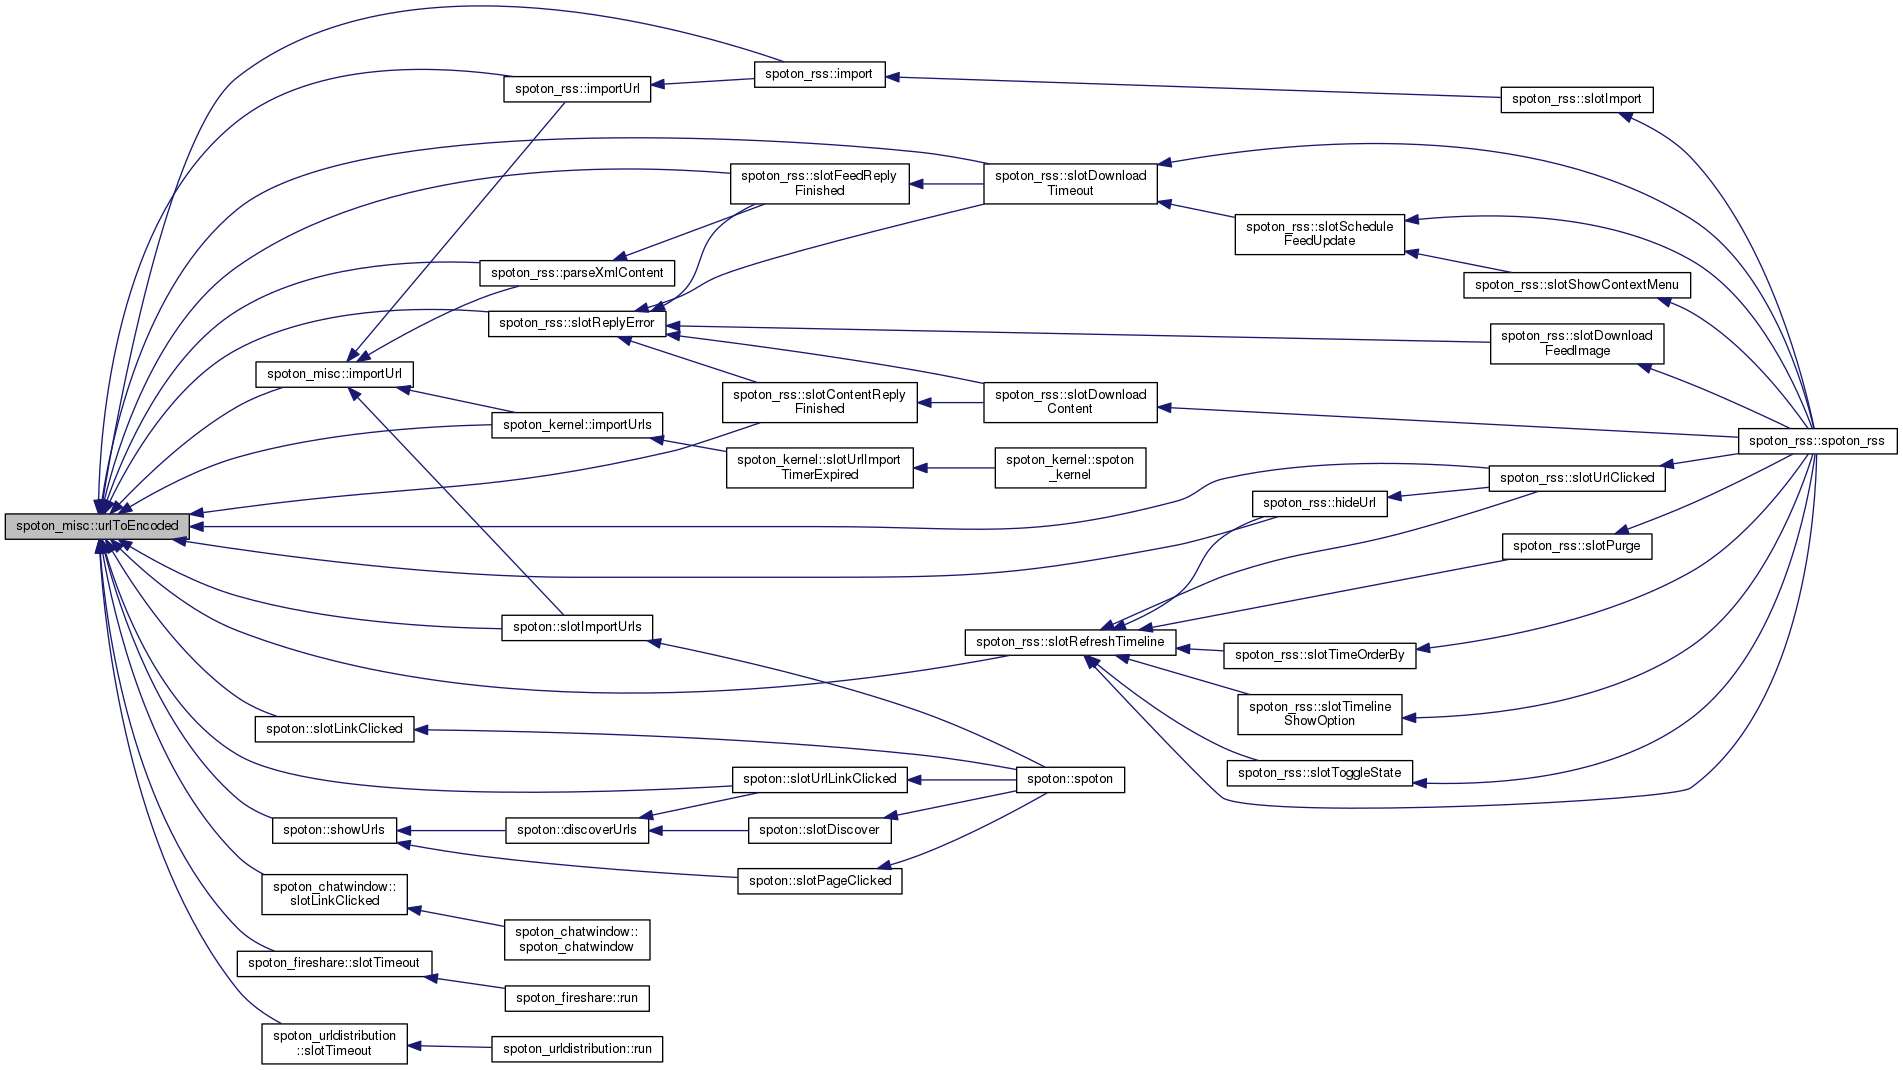 spoton_rss::import
spoton_rss::importUrl
spoton_rss::slotImport
spoton_rss::slotFeedReply
Finished
spoton_rss::slotDownload
Timeout
spoton_rss::slotSchedule
FeedUpdate
spoton_rss::parseXmlContent
spoton_rss::slotShowContextMenu
spoton_rss::slotReplyError
spoton_rss::slotDownload
FeedImage
spoton_misc::importUrl
spoton_rss::slotContentReply
Finished
spoton_rss::slotDownload
Content
spoton_kernel::importUrls
spoton_rss::spoton_rss
spoton_kernel::slotUrlImport
TimerExpired
spoton_kernel::spoton
_kernel
spoton_rss::slotUrlClicked
spoton_rss::hideUrl
spoton_misc::urlToEncoded
spoton_rss::slotPurge
spoton::slotImportUrls
spoton_rss::slotRefreshTimeline
spoton_rss::slotTimeOrderBy
spoton_rss::slotTimeline
ShowOption
spoton::slotLinkClicked
spoton_rss::slotToggleState
spoton::slotUrlLinkClicked
spoton::spoton
spoton::showUrls
spoton::discoverUrls
spoton::slotDiscover
spoton::slotPageClicked
spoton_chatwindow::
slotLinkClicked
spoton_chatwindow::
spoton_chatwindow
spoton_fireshare::slotTimeout
spoton_fireshare::run
spoton_urldistribution
::slotTimeout
spoton_urldistribution::run